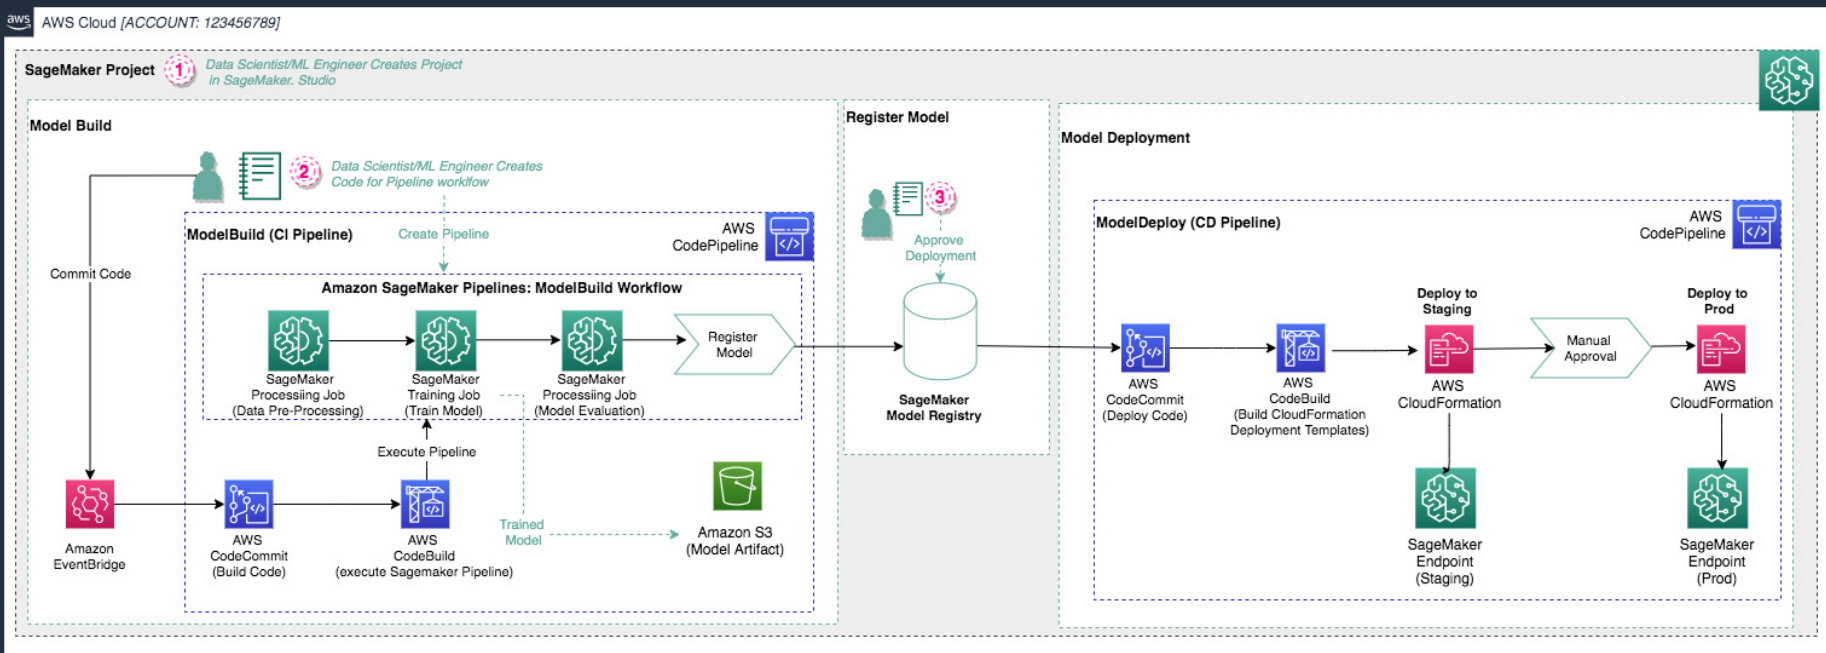 aws
AWS Cloud [ACCOUNT: 123456789]
SageMaker Project
1
Data Scientist/ML Engineer Creates Project
in SageMaker. Studio
Model Build
2
Data Scientist/ML Engineer Creates
Code for Pipeline worklfow
Commit Code
ModelBuild (CI Pipeline)
Create Pipeline
AWS
CodePipeline
Amazon SageMaker Pipelines: ModelBuild Workflow
SageMaker
Processiing Job
(Data Pre-Processing)
SageMaker
Training Job
(Train Model)
SageMaker
Processiing Job
(Model Evaluation)
Register
Model
Execute Pipeline
Amazon
EventBridge
AWS
CodeCommit
(Build Code)
AWS
CodeBuild
(execute Sagemaker Pipeline)
Trained
Model
Amazon S3
(Model Artifact)
Register Model
3
Approve
Deployment
SageMaker
Model Registry
Model Deployment
ModelDeploy (CD Pipeline)
AWS
CodePipeline
AWS
CodeCommit
(Deploy Code)
AWS
CodeBuild
(Build CloudFormation
Deployment Templates)
Deploy to
Staging
AWS
CloudFormation
Manual
Approval
Deploy to
Prod
AWS
CloudFormation
SageMaker
Endpoint
(Staging)
SageMaker
Endpoint
(Prod)